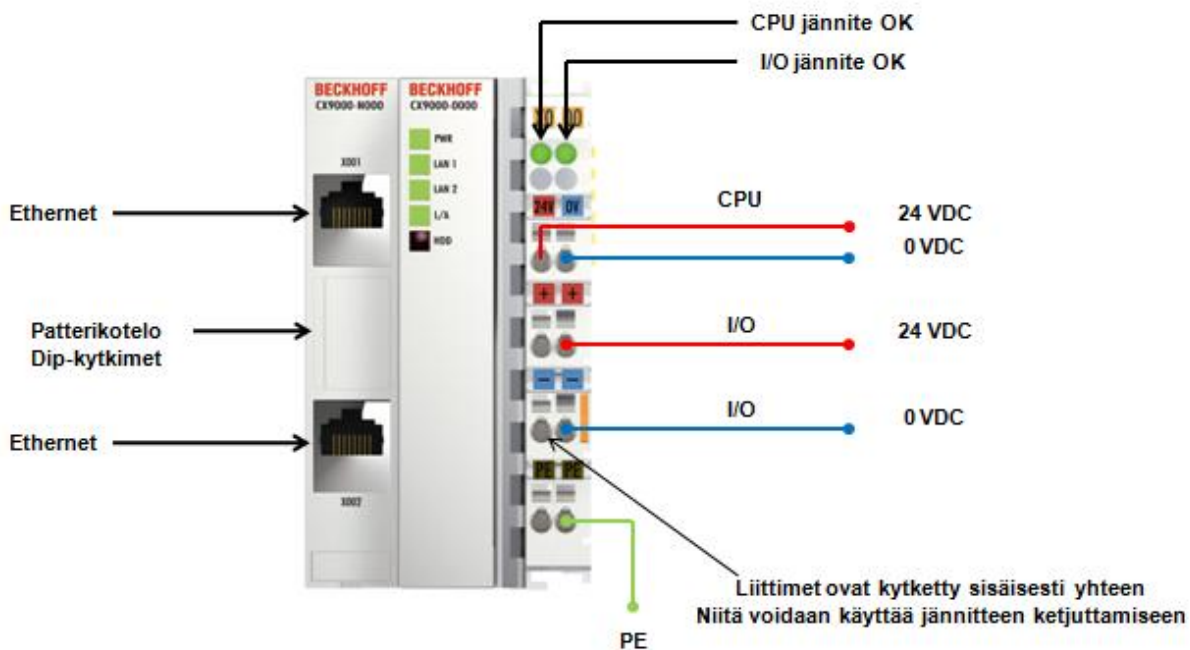 CPU jännite OK
I/O jännite OK
BECKHOFF
CX9000-N000
BECKHOFF
CX9000-0000
PWR
LAN 1
LAN 2
L/A
HDD
X001
X002
24V 0V
+ +
− −
PE PE
Ethernet
Patterikotelo
Dip-kytkimet
Ethernet
CPU
24 VDC
0 VDC
I/O
24 VDC
I/O
0 VDC
Liittimet ovat kytketty sisäisesti yhteen
Niitä voidaan käyttää jännitteen ketjuttamiseen
PE